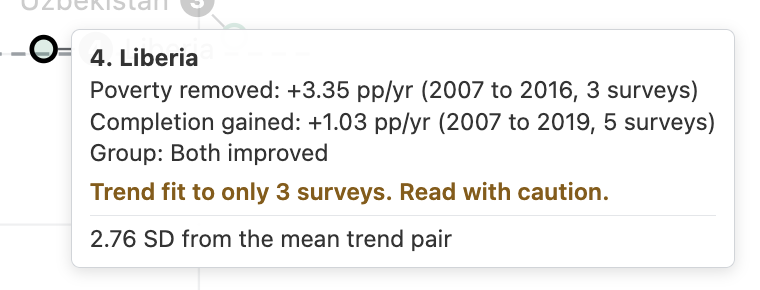 Uzbekistan
4. Liberia
Poverty removed: +3.35 pp/yr (2007 to 2016, 3 surveys)
Completion gained: +1.03 pp/yr (2007 to 2019, 5 surveys)
Group: Both improved
Trend fit to only 3 surveys. Read with caution.
2.76 SD from the mean trend pair